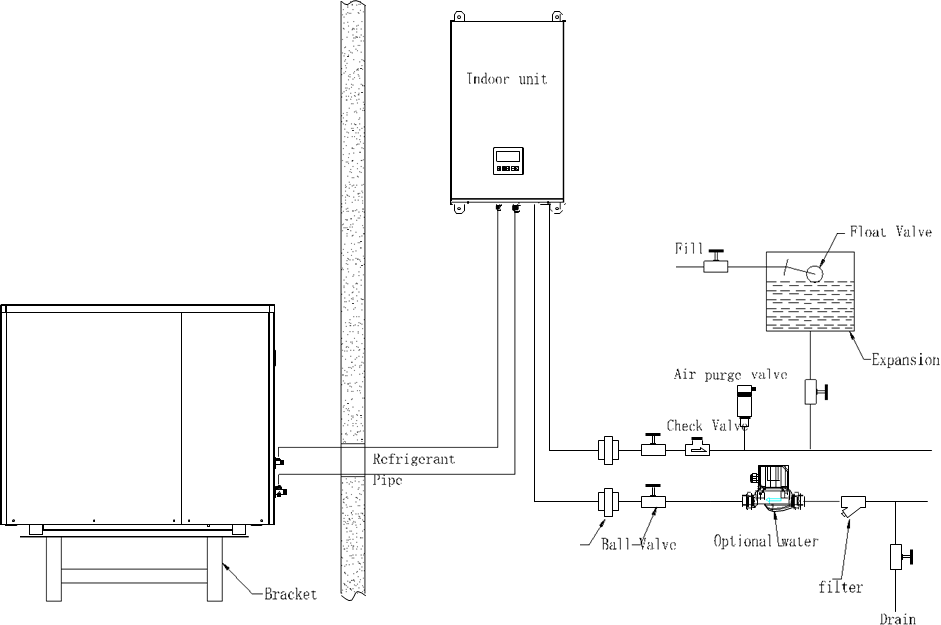 Indoor unit
Float Valve
Fill
Expansion
Air purge valve
Check Valve
Refrigerant
Pipe
Optional water
Ball Valve
filter
Bracket
Drain